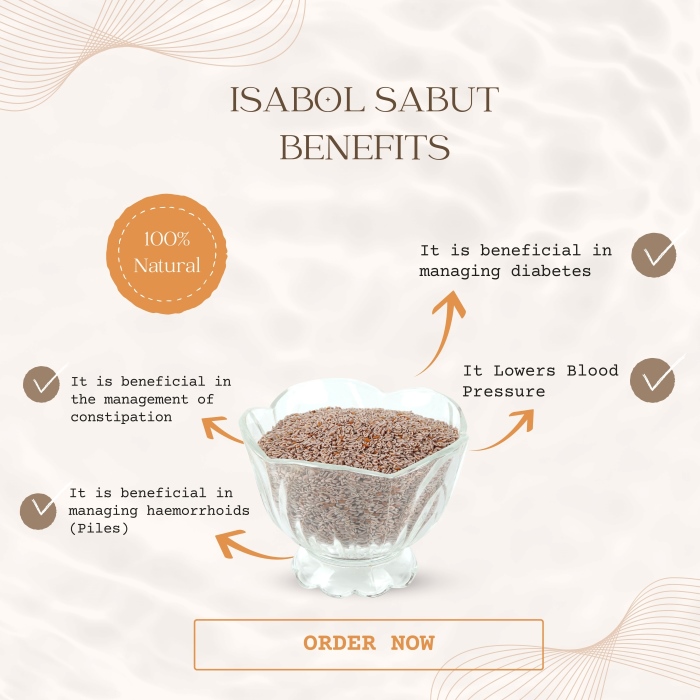 ISABOL SABUT
BENEFITS
100%
Natural
It is beneficial in
managing diabetes
It Lowers Blood
Pressure
It is beneficial in
the management of
constipation
It is beneficial in
managing haemorrhoids
(Piles)
ORDER NOW